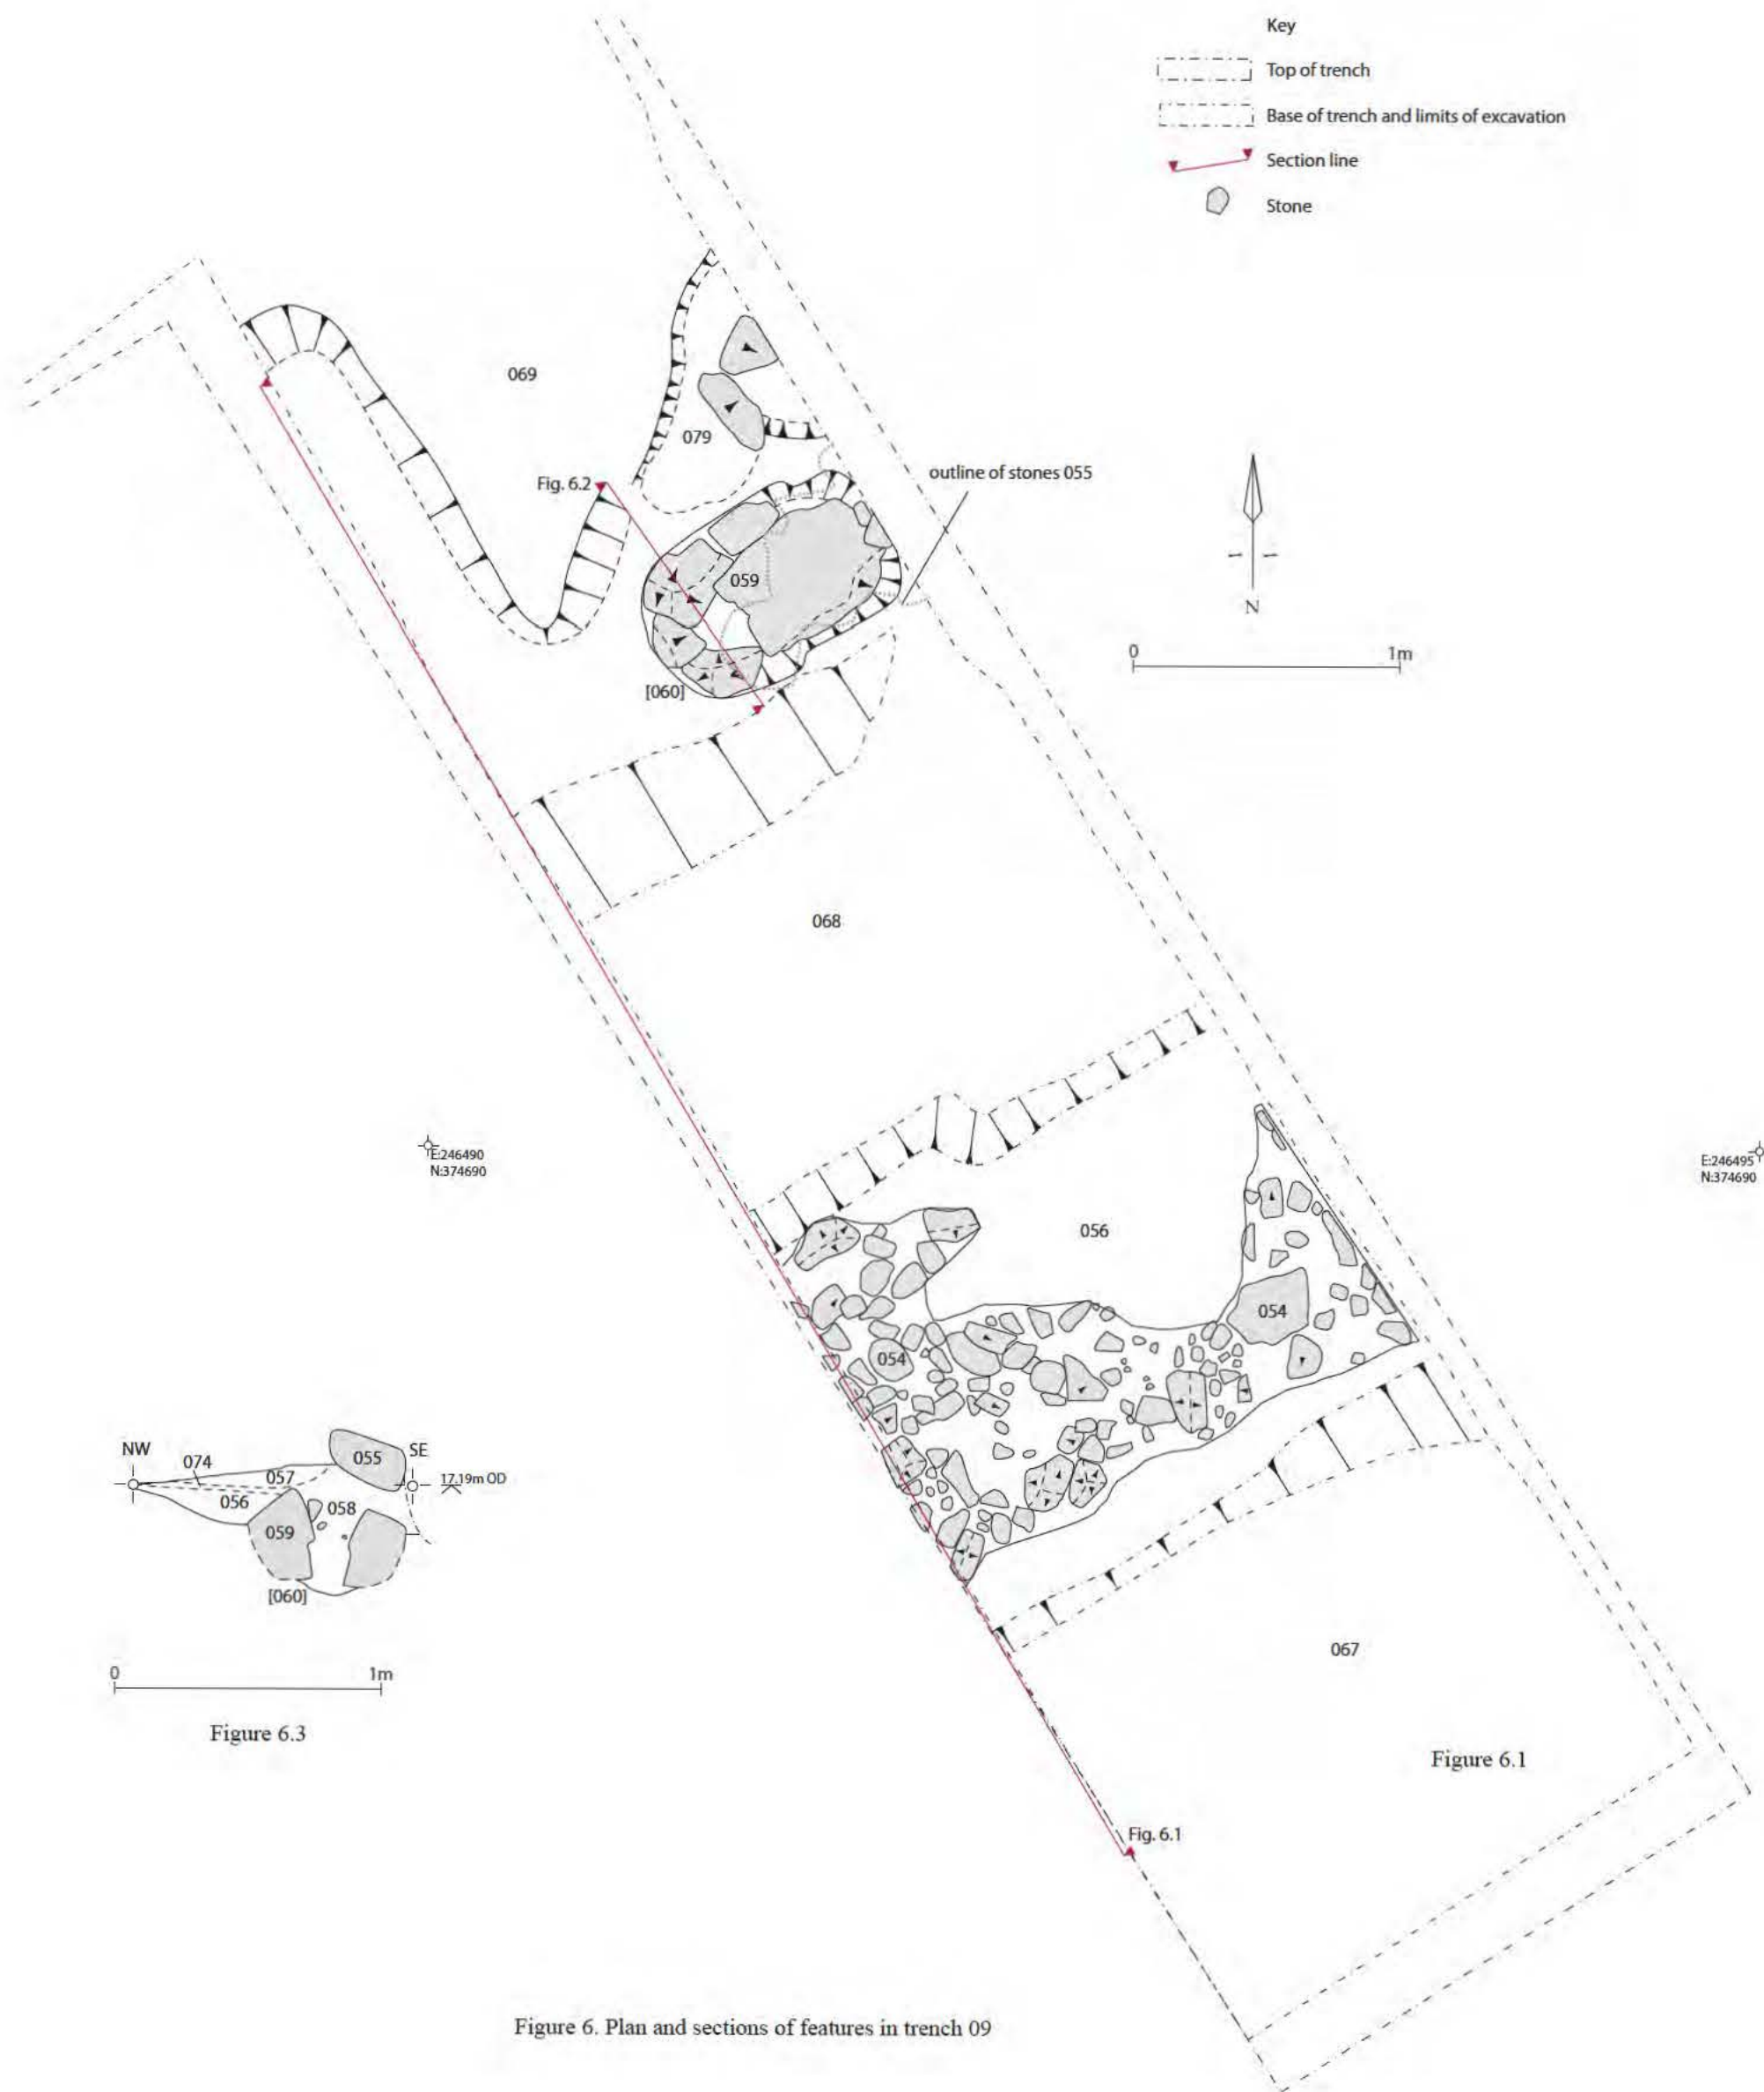 Key
Top of trench
Base of trench and limits of excavation
Section line
Stone
069
079
Fig. 6.2
outline of stones 055
059
N
0 1m
[060]
068
E:246490
N:374690
E:246495
N:374690
056
054
054
NW
074
057
055
SE
17.19m OD
056
058
059
[060]
0 1m
Figure 6.3
067
Figure 6.1
Fig. 6.1
Figure 6. Plan and sections of features in trench 09